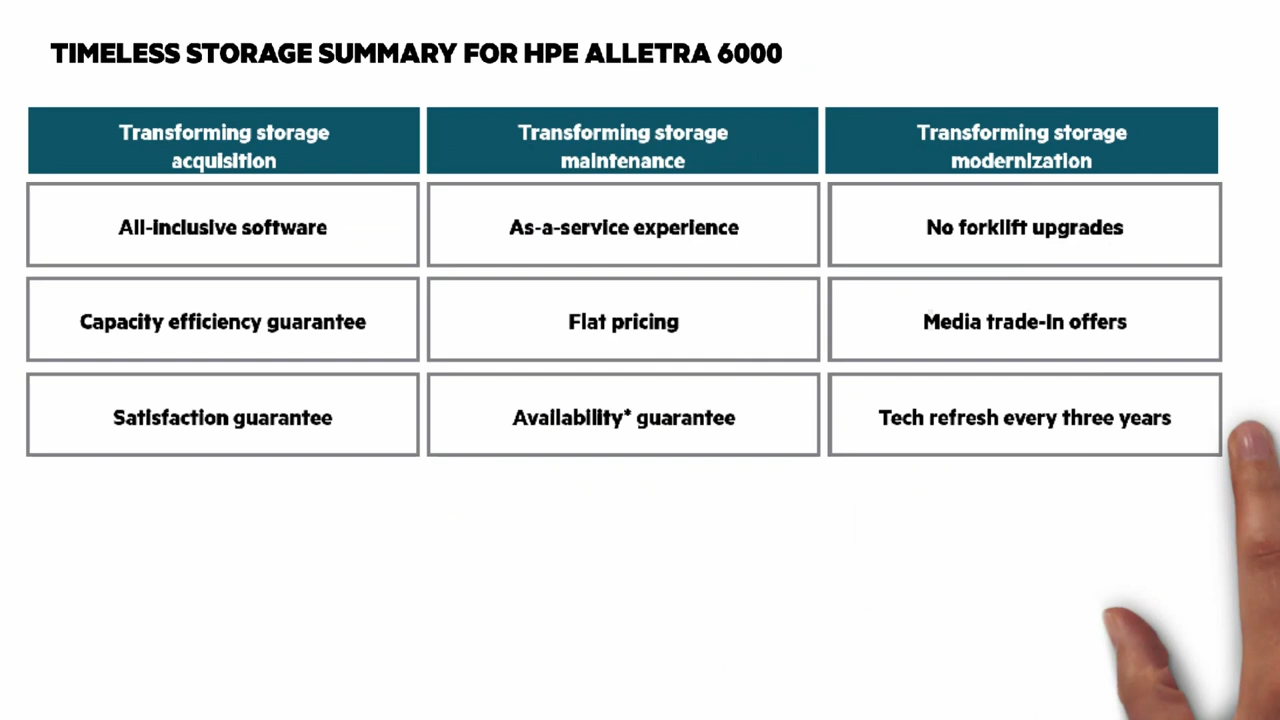 TIMELESS STORAGE SUMMARY FOR HPE ALLETRA 6000
Transforming storage
acquisition
Transforming storage
maintenance
Transforming storage
modernization
All-inclusive software
As-a-service experience
No forklift upgrades
Capacity efficiency guarantee
Flat pricing
Media trade-in offers
Satisfaction guarantee
Availability* guarantee
Tech refresh every three years